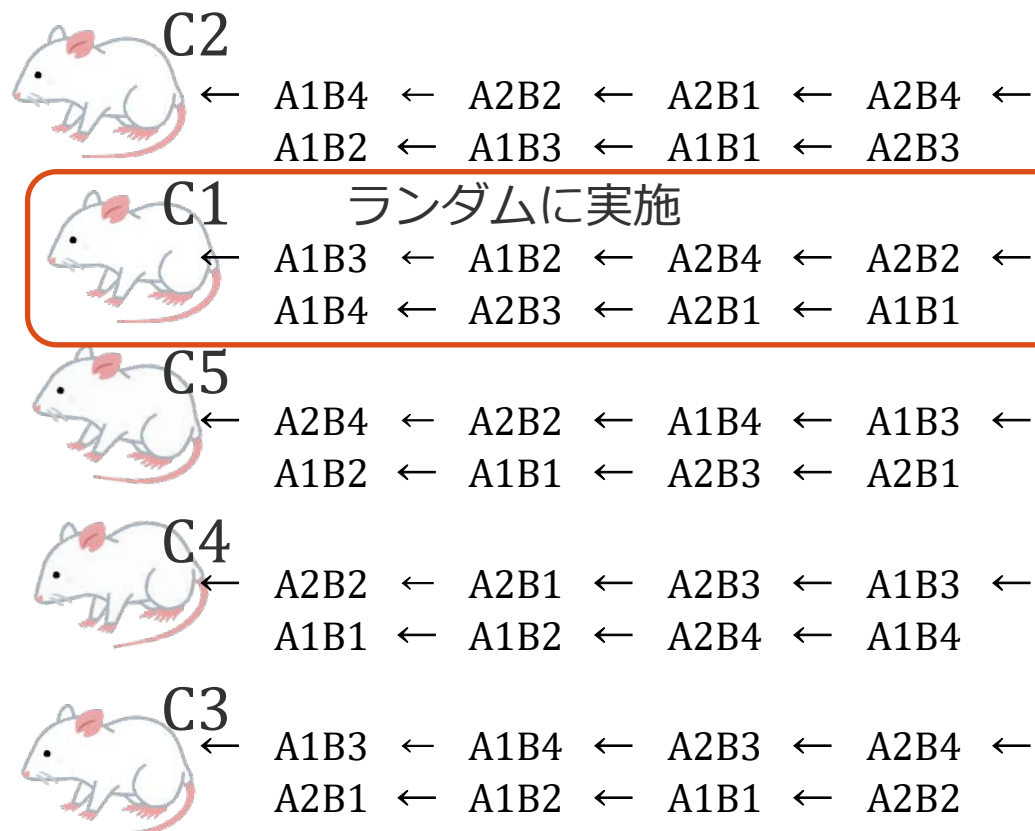 C2
← A1B4 ← A2B2 ← A2B1 ← A2B4 ←
A1B2 ← A1B3 ← A1B1 ← A2B3
C1 ランダムに実施
← A1B3 ← A1B2 ← A2B4 ← A2B2 ←
A1B4 ← A2B3 ← A2B1 ← A1B1
C5
← A2B4 ← A2B2 ← A1B4 ← A1B3 ←
A1B2 ← A1B1 ← A2B3 ← A2B1
C4
← A2B2 ← A2B1 ← A2B3 ← A1B3 ←
A1B1 ← A1B2 ← A2B4 ← A1B4
C3
← A1B3 ← A1B4 ← A2B3 ← A2B4 ←
A2B1 ← A1B2 ← A1B1 ← A2B2